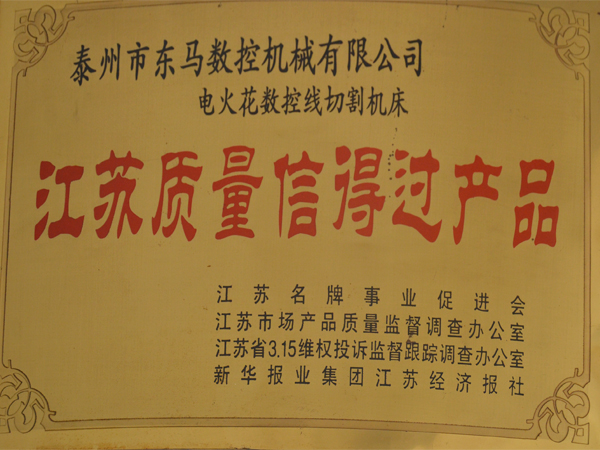 泰州市东马数控机械有限公司
电火花数控线切割机床
江苏质量信得过产品
江苏名牌事业促进会
江苏市场产品质量监督调查办公室
江苏省3.15维权投诉监督跟踪调查办公室
新华报业集团江苏经济报社